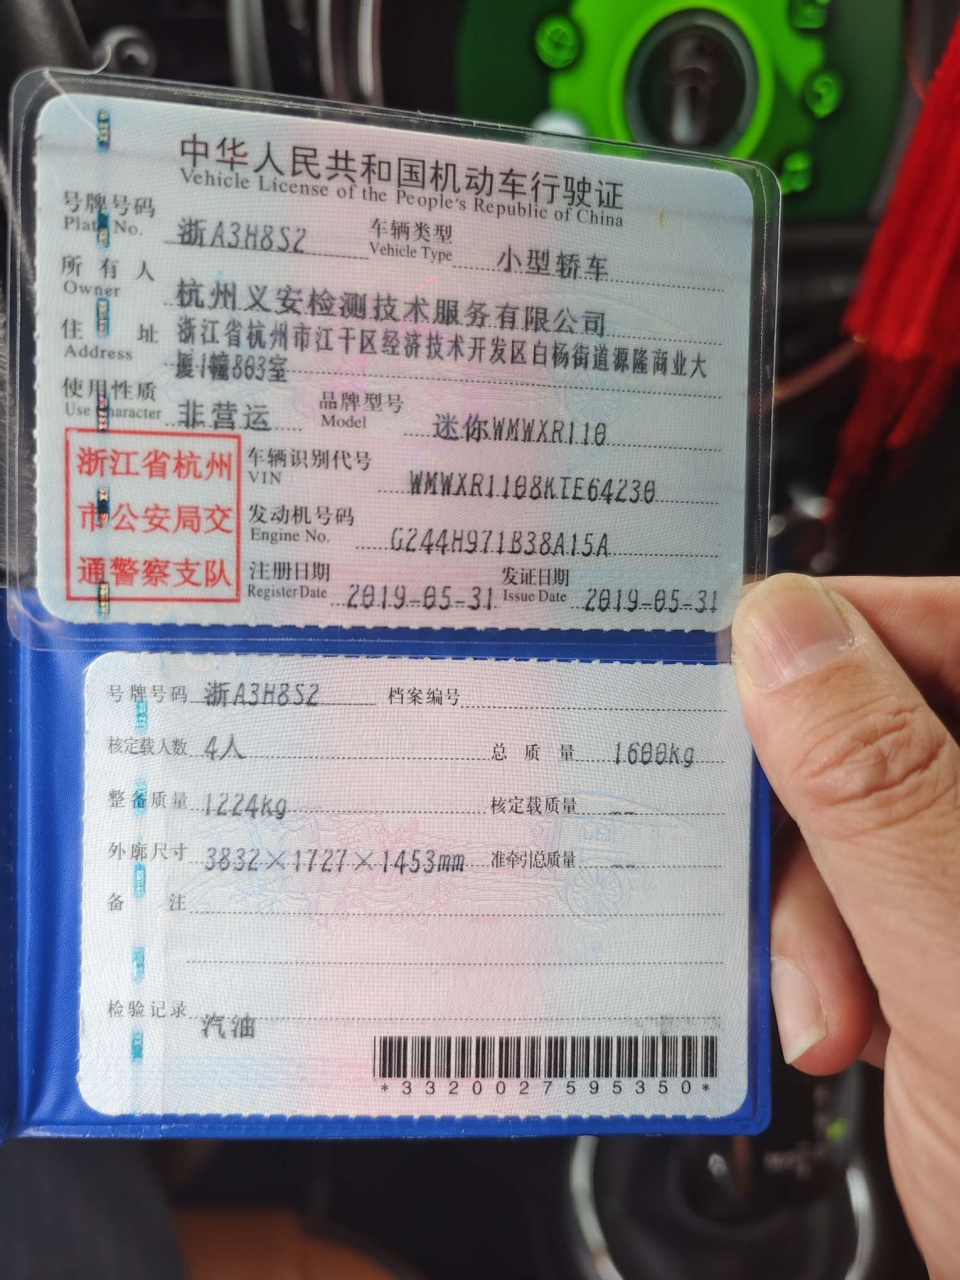 中华人民共和国机动车行驶证
Vehicle License of the People's Republic of China
号牌号码 浙A3H8S2 车辆类型 小型轿车
Plate No. Vehicle Type
所有人 杭州义安检测技术服务有限公司
Owner
住址 浙江省杭州市江干区经济技术开发区白杨街道源隆商业大
Address 厦1幢803室
使用性质 非营运 品牌型号 迷你WMWXR110
Use Character Model
浙江省杭州
市公安局交
通警察支队
车辆识别代号 WMWXR1108KTE64230
VIN
发动机号码 G244H971B38A15A
Engine No.
注册日期 2019-05-31 发证日期 2019-05-31
Register Date Issue Date
号牌号码 浙A3H8S2 档案编号
核定载人数 4人 总质量 1600kg
整备质量 1224kg 核定载质量 --
外廓尺寸 3832×1727×1453mm 准牵引总质量 --
备注
检验记录
汽油
*3320027595350*